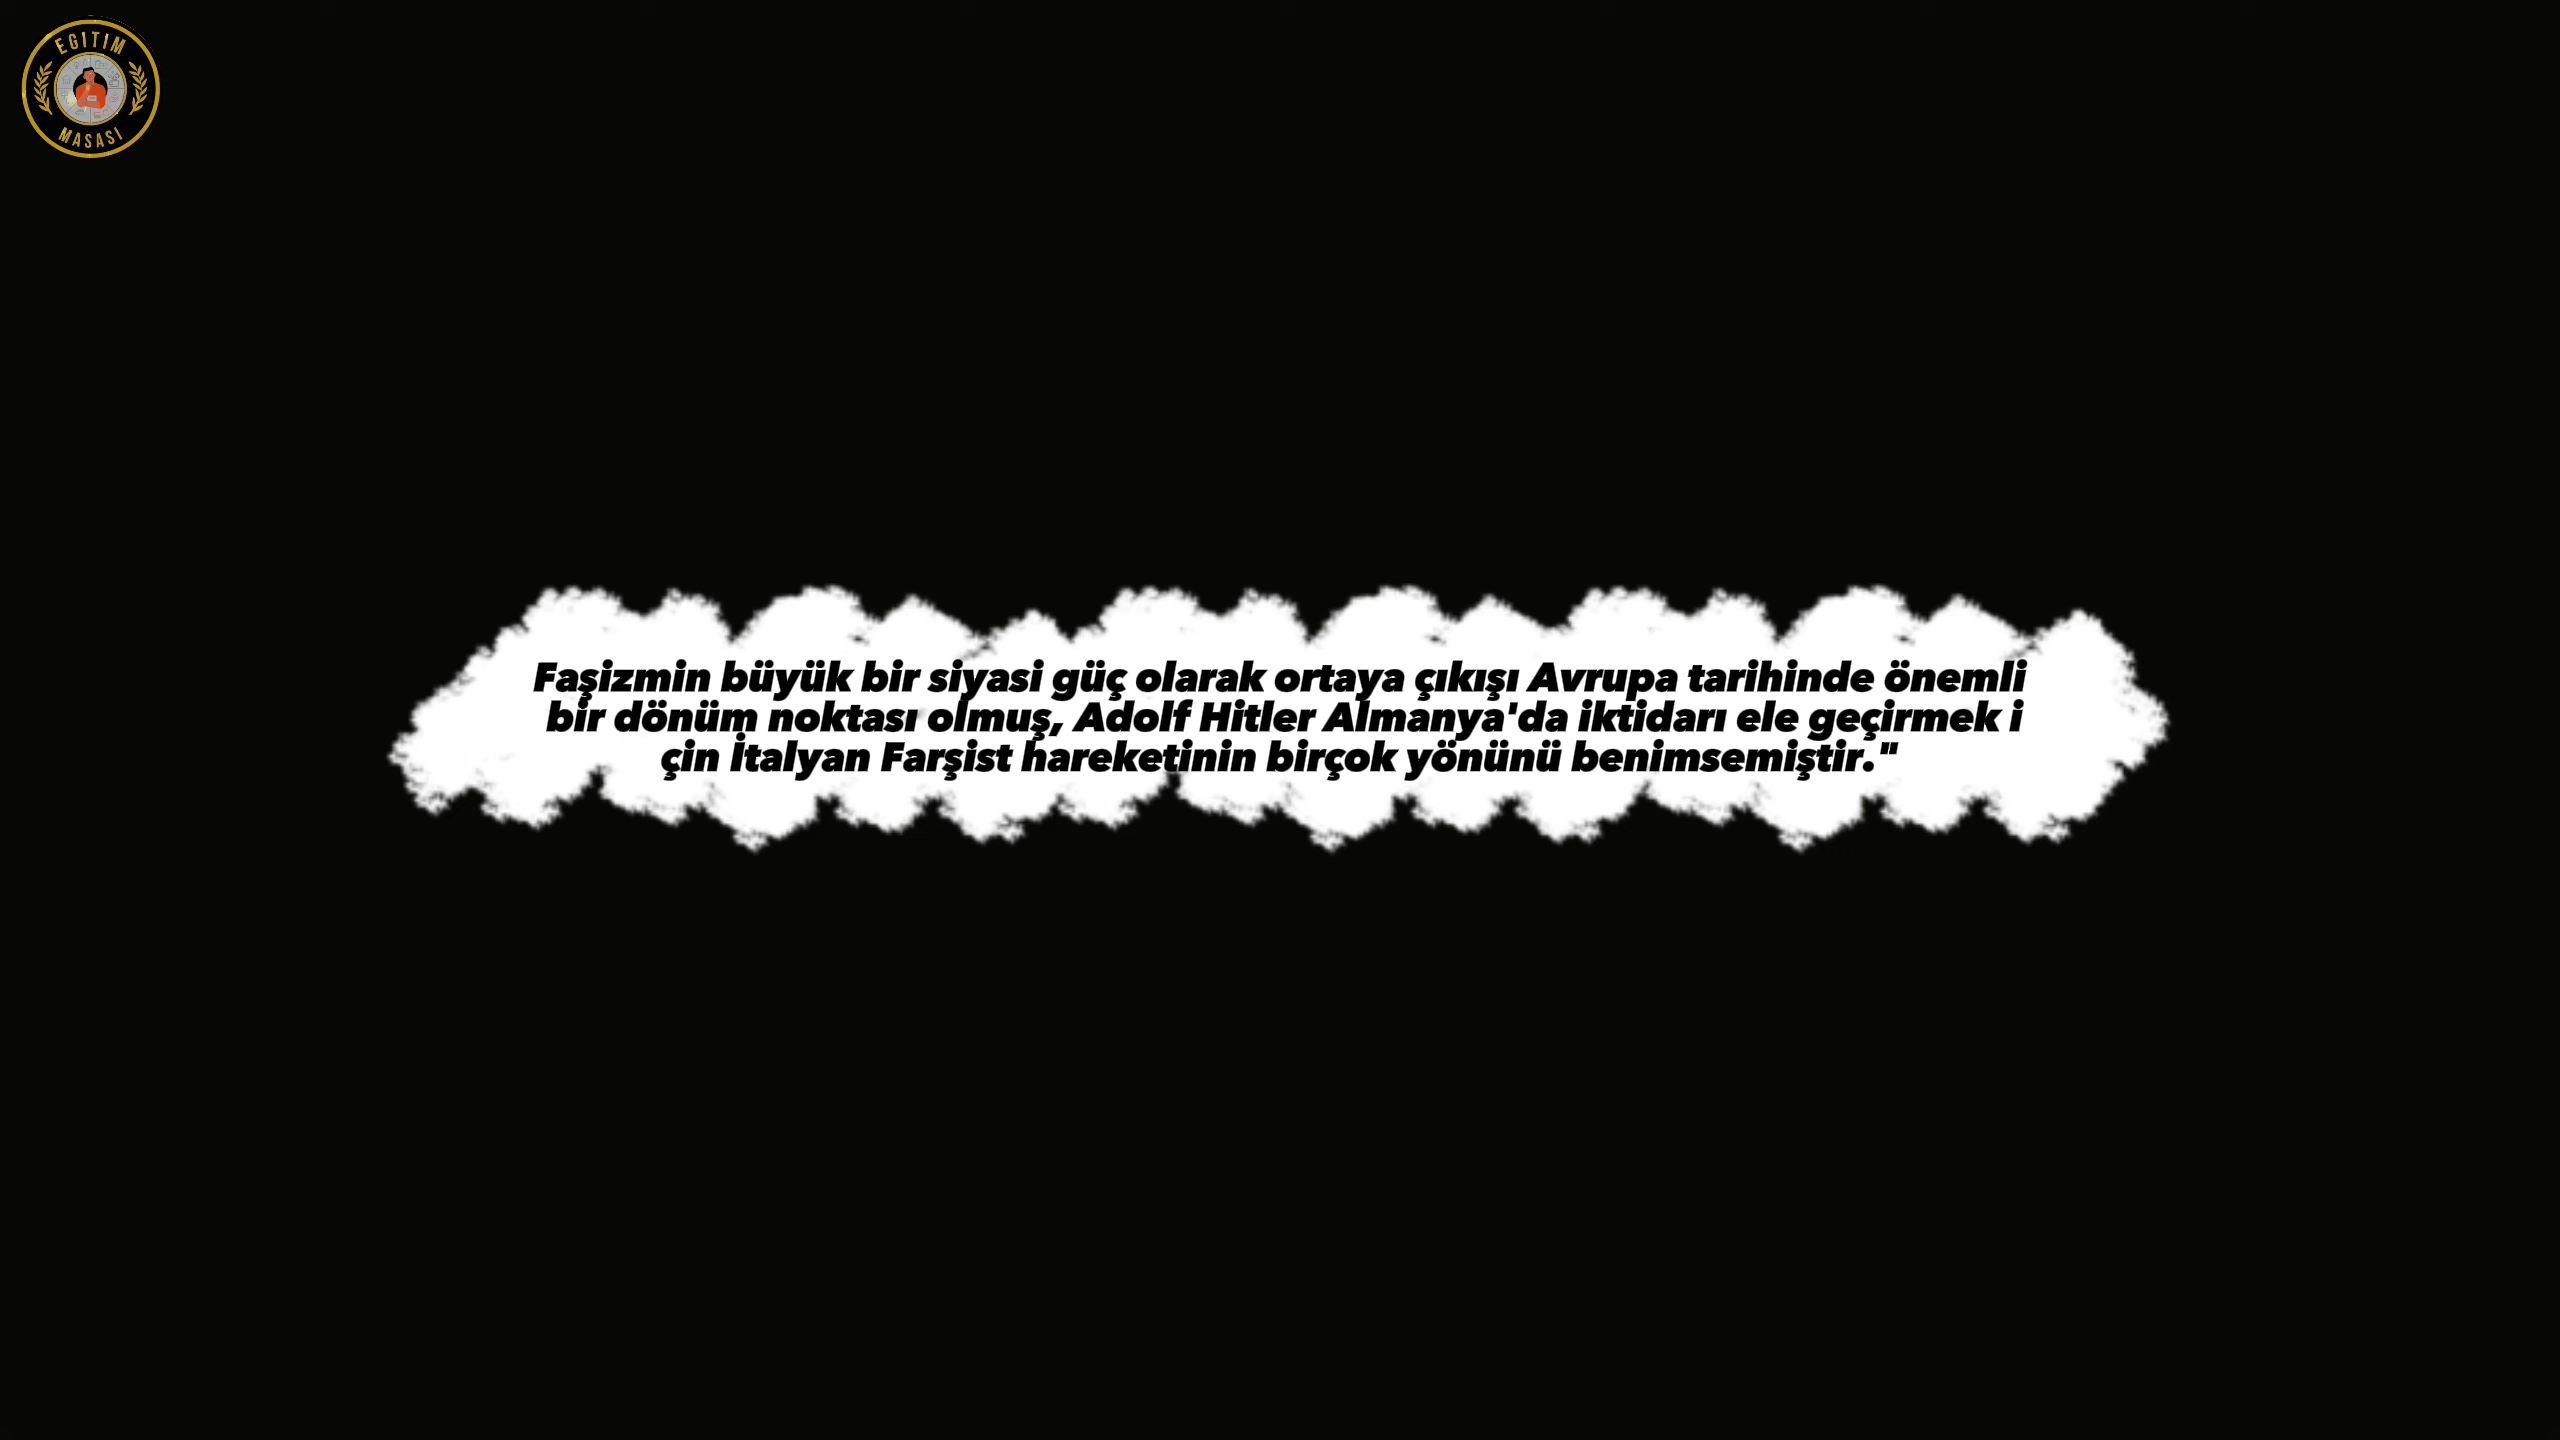 EGITIM
MASASI
Faşizmin büyük bir siyasi güç olarak ortaya çıkışı Avrupa tarihinde önemli
bir dönüm noktası olmuş, Adolf Hitler Almanya'da iktidarı ele geçirmek i
çin İtalyan Farşist hareketinin birçok yönünü benimsemiştir."